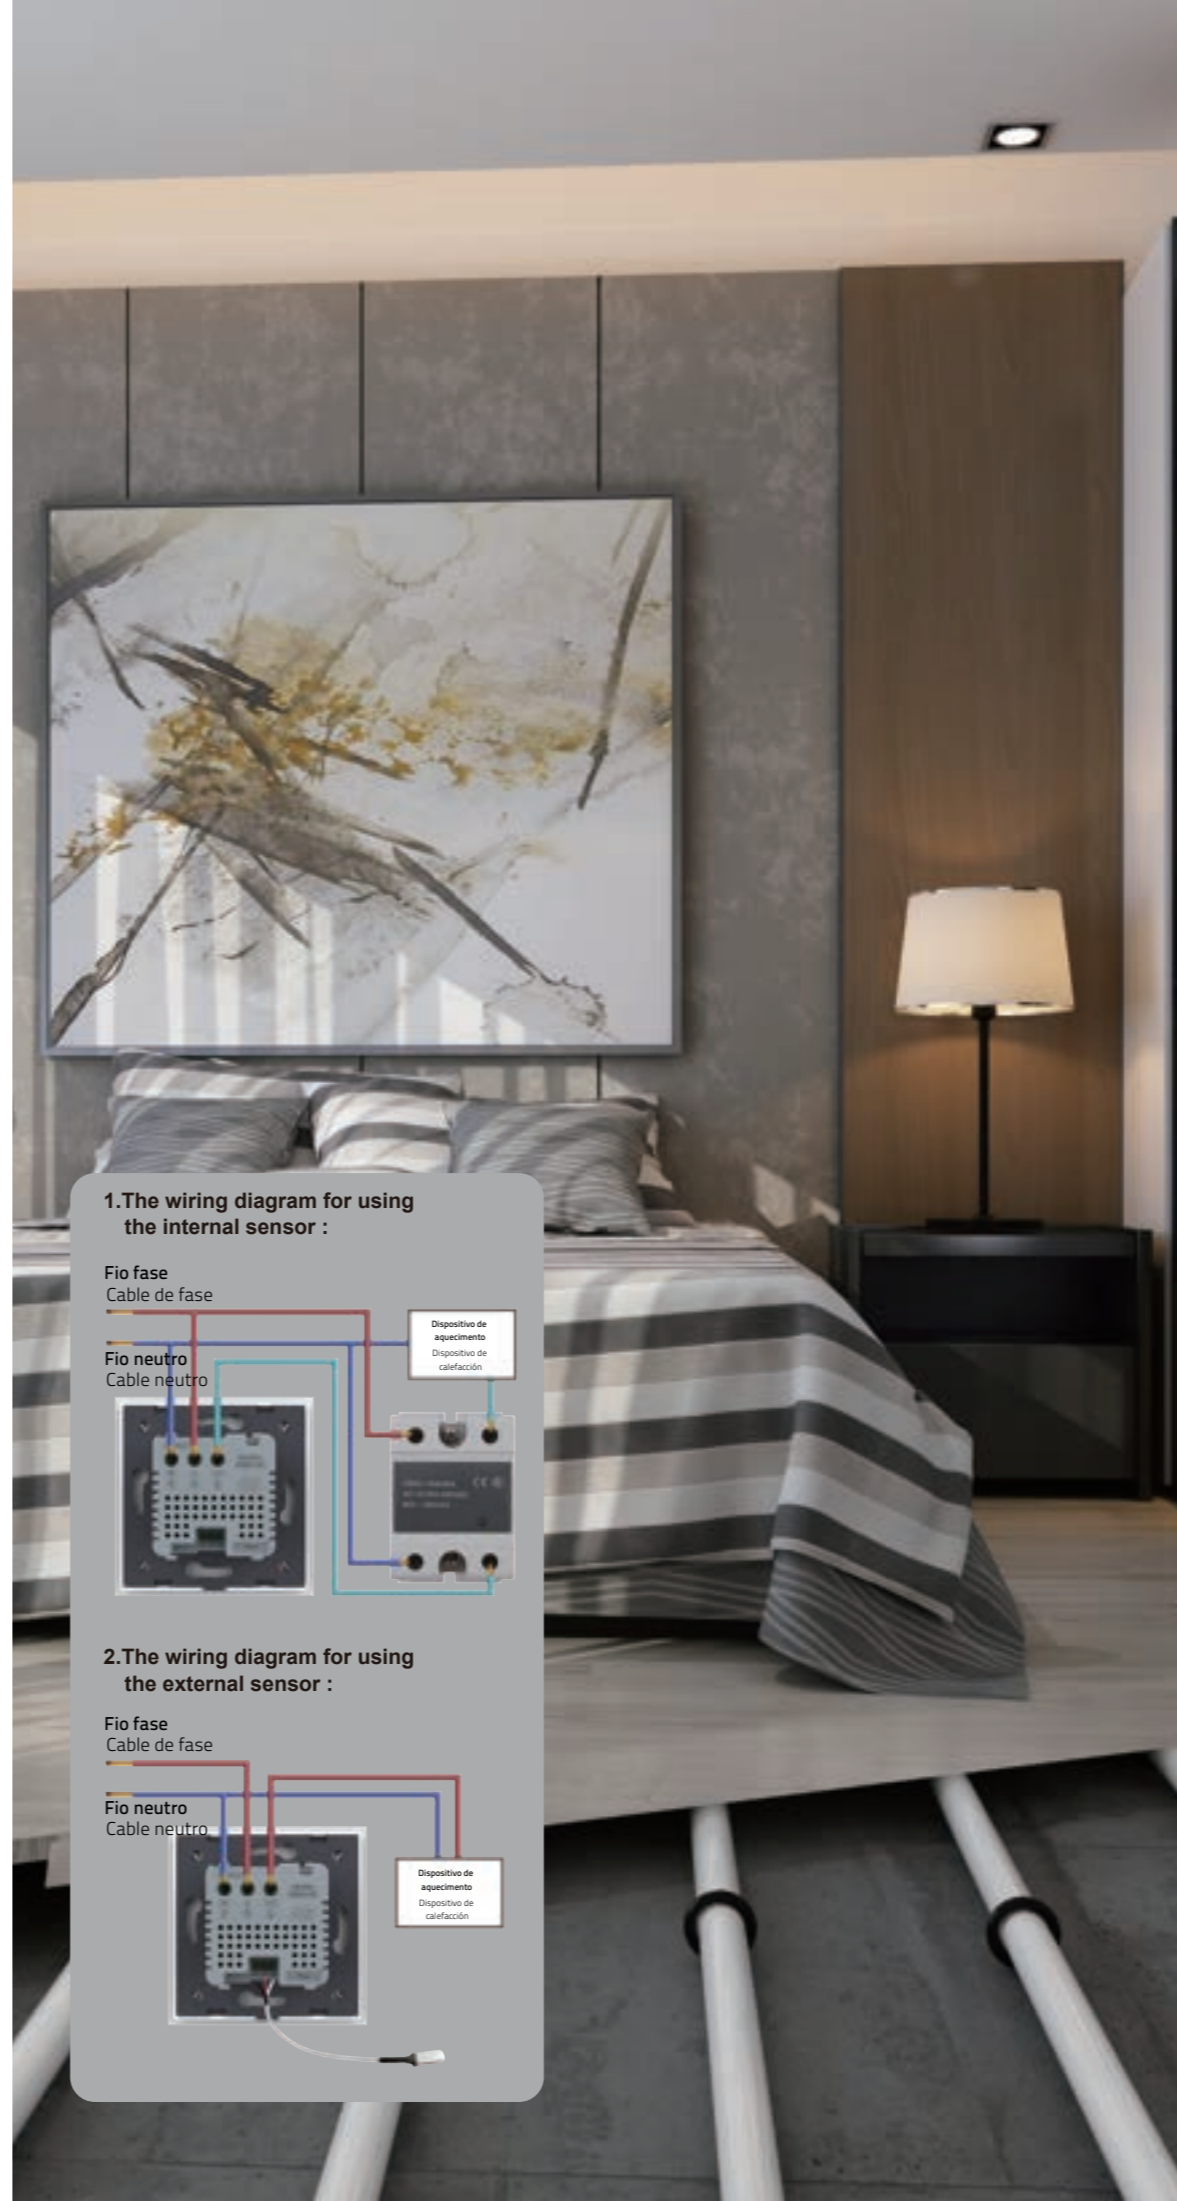 1.The wiring diagram for using
the internal sensor :
Fio fase
Cable de fase
Fio neutro
Cable neutro
Dispositivo de
aquecimento
Dispositivo de
calefacción
CE
2.The wiring diagram for using
the external sensor :
Fio fase
Cable de fase
Fio neutro
Cable neutro
Dispositivo de
aquecimento
Dispositivo de
calefacción